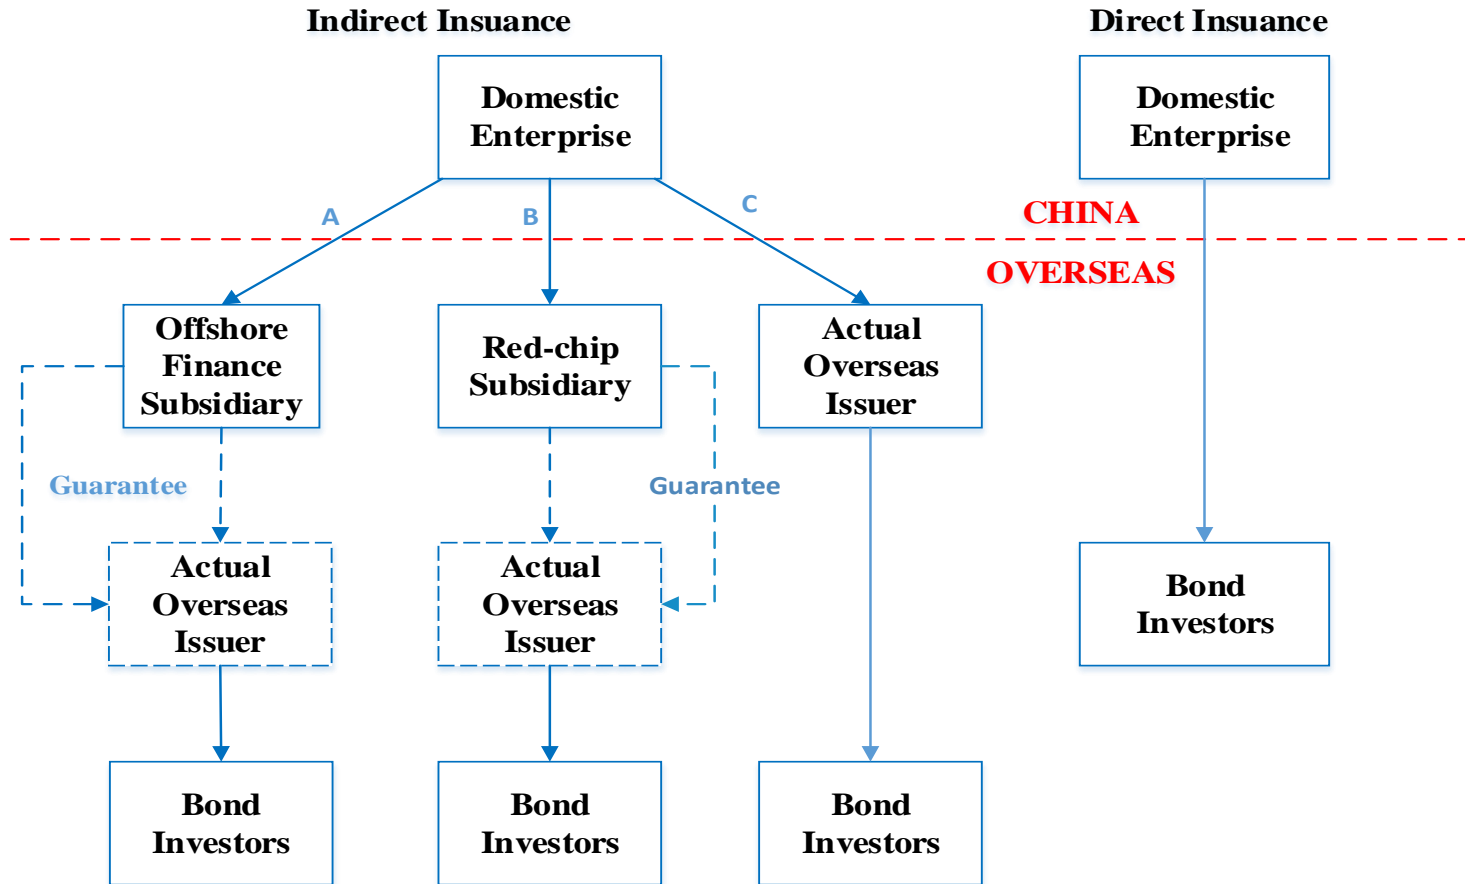 Indirect Insuance
Direct Insuance
Domestic
Enterprise
Domestic
Enterprise
A
B
C
CHINA
OVERSEAS
Offshore
Finance
Subsidiary
Red-chip
Subsidiary
Actual
Overseas
Issuer
Guarantee
Guarantee
Actual
Overseas
Issuer
Actual
Overseas
Issuer
Bond
Investors
Bond
Investors
Bond
Investors
Bond
Investors